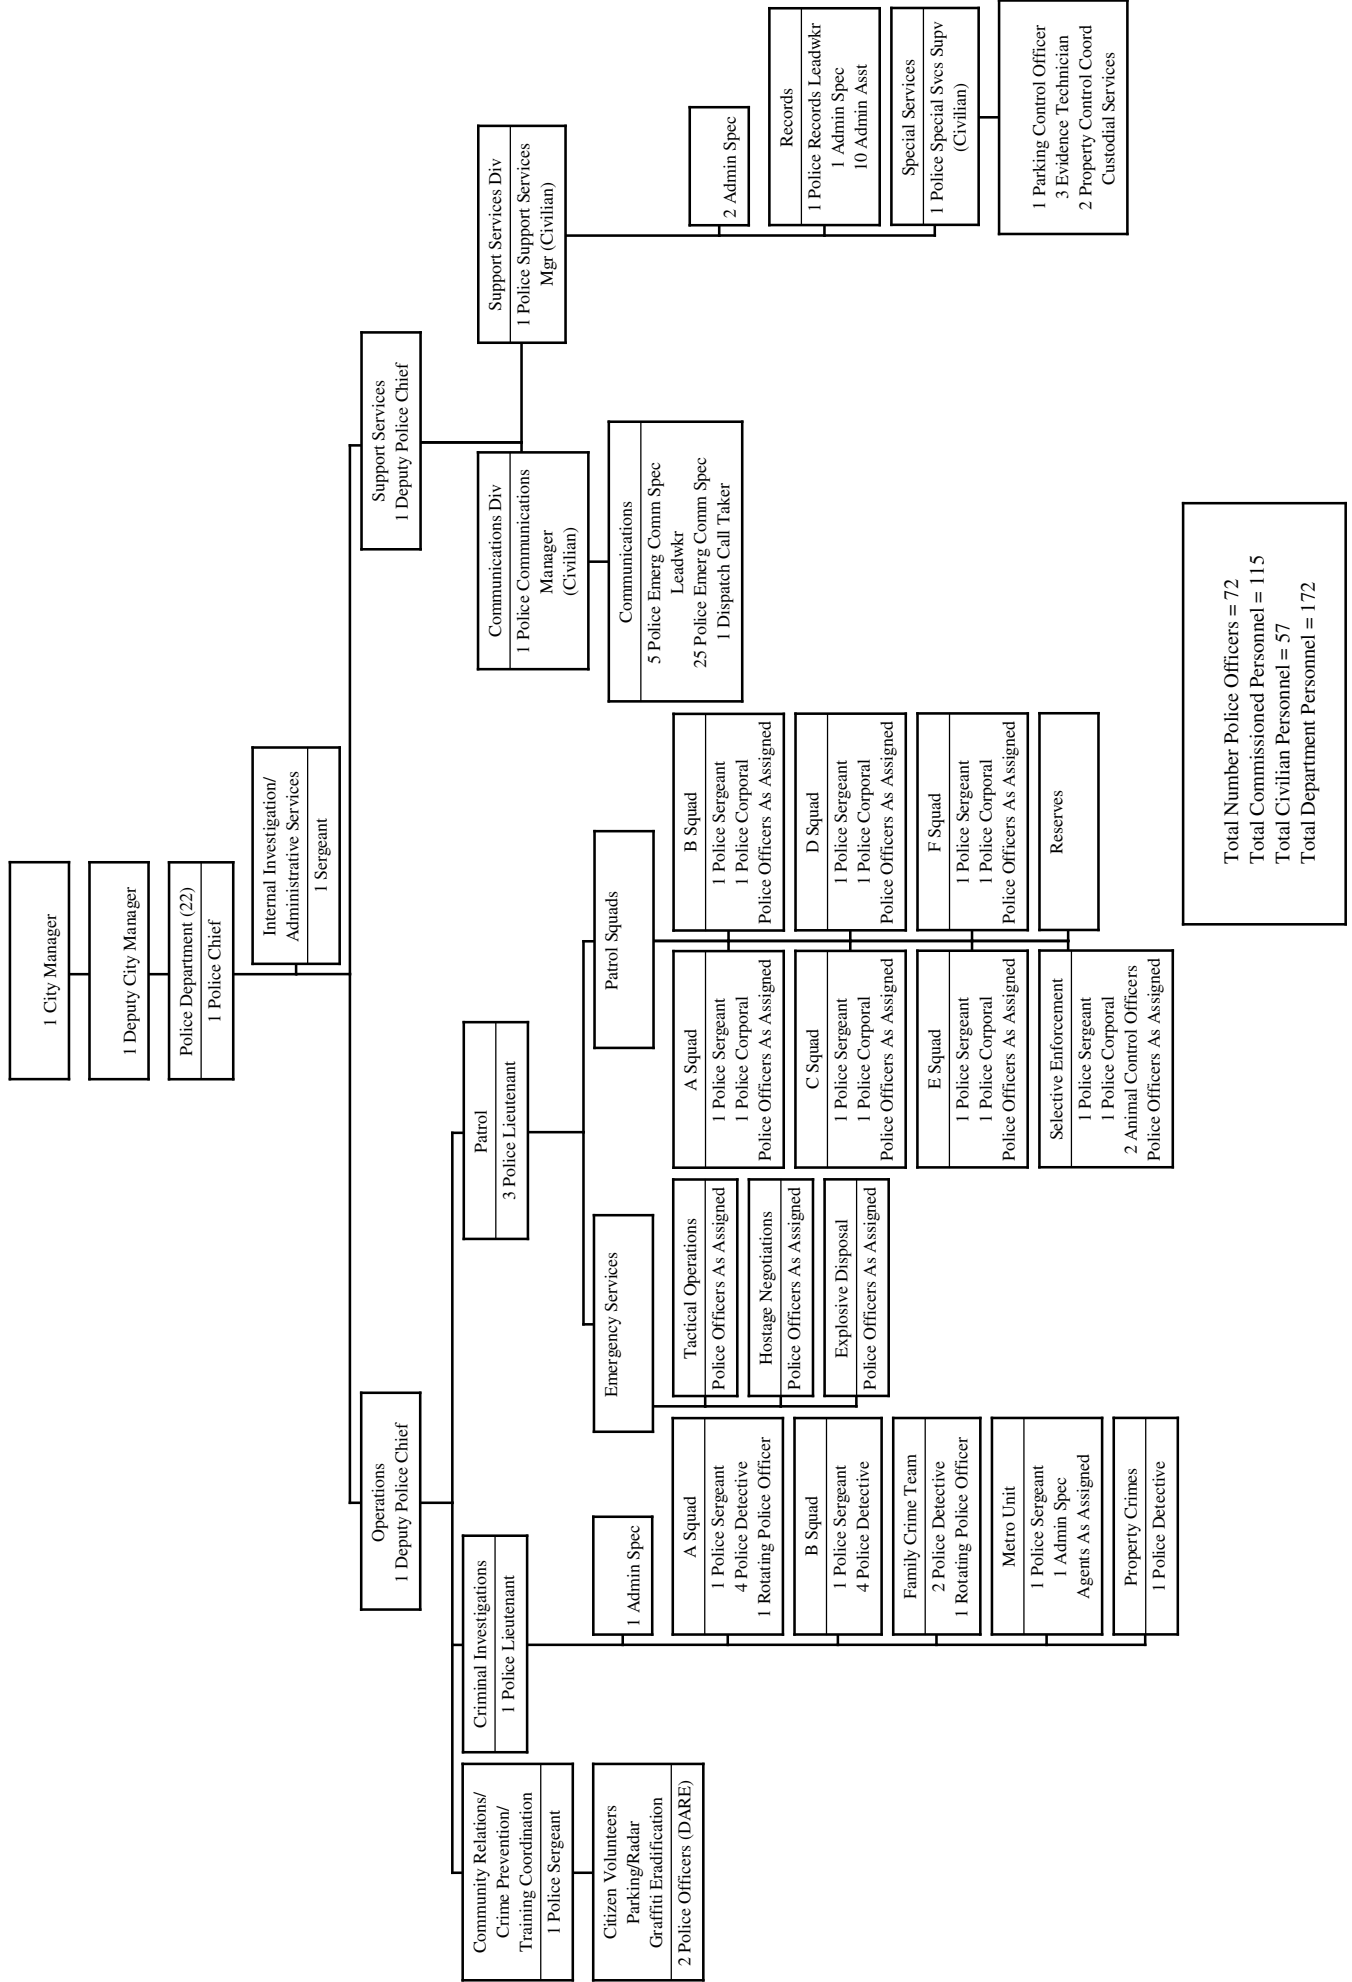 1 City Manager
1 Deputy City Manager
Police Department (22)
1 Police Chief
Internal Investigation/
Administrative Services
1 Sergeant
Operations
1 Deputy Police Chief
Support Services
1 Deputy Police Chief
Community Relations/
Crime Prevention/
Training Coordination
1 Police Sergeant
Citizen Volunteers
Parking/Radar
Graffiti Eradification
2 Police Officers (DARE)
Criminal Investigations
1 Police Lieutenant
1 Admin Spec
A Squad
1 Police Sergeant
4 Police Detective
1 Rotating Police Officer
B Squad
1 Police Sergeant
4 Police Detective
Family Crime Team
2 Police Detective
1 Rotating Police Officer
Metro Unit
1 Police Sergeant
1 Admin Spec
Agents As Assigned
Property Crimes
1 Police Detective
Patrol
3 Police Lieutenant
Emergency Services
Tactical Operations
Police Officers As Assigned
Hostage Negotiations
Police Officers As Assigned
Explosive Disposal
Police Officers As Assigned
Patrol Squads
A Squad
1 Police Sergeant
1 Police Corporal
Police Officers As Assigned
B Squad
1 Police Sergeant
1 Police Corporal
Police Officers As Assigned
C Squad
1 Police Sergeant
1 Police Corporal
Police Officers As Assigned
D Squad
1 Police Sergeant
1 Police Corporal
Police Officers As Assigned
E Squad
1 Police Sergeant
1 Police Corporal
Police Officers As Assigned
F Squad
1 Police Sergeant
1 Police Corporal
Police Officers As Assigned
Selective Enforcement
1 Police Sergeant
1 Police Corporal
2 Animal Control Officers
Police Officers As Assigned
Reserves
Communications Div
1 Police Communications
Manager
(Civilian)
Communications
5 Police Emerg Comm Spec
Leadwkr
25 Police Emerg Comm Spec
1 Dispatch Call Taker
Support Services Div
1 Police Support Services
Mgr (Civilian)
2 Admin Spec
Records
1 Police Records Leadwkr
1 Admin Spec
10 Admin Asst
Special Services
1 Police Special Svcs Supv
(Civilian)
1 Parking Control Officer
3 Evidence Technician
2 Property Control Coord
Custodial Services
Total Number Police Officers = 72
Total Commissioned Personnel = 115
Total Civilian Personnel = 57
Total Department Personnel = 172